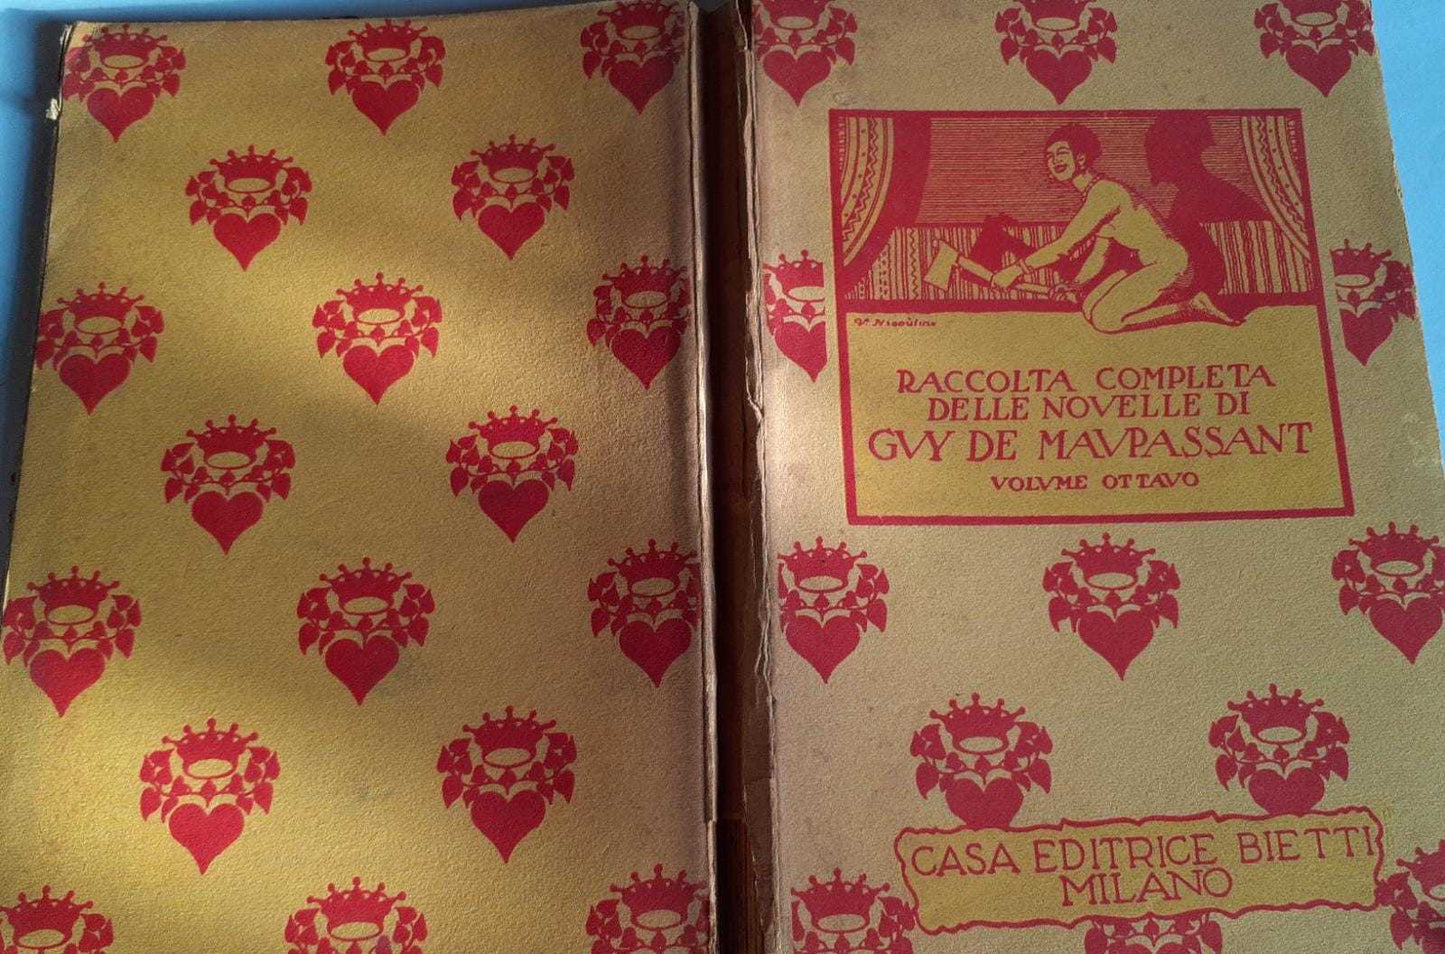 RACCOLTA COMPLETA
DELLE NOVELLE DI
GVY DE MAVPASSANT
VOLVME OTTAVO
CASA EDITRICE BIETTI
MILANO